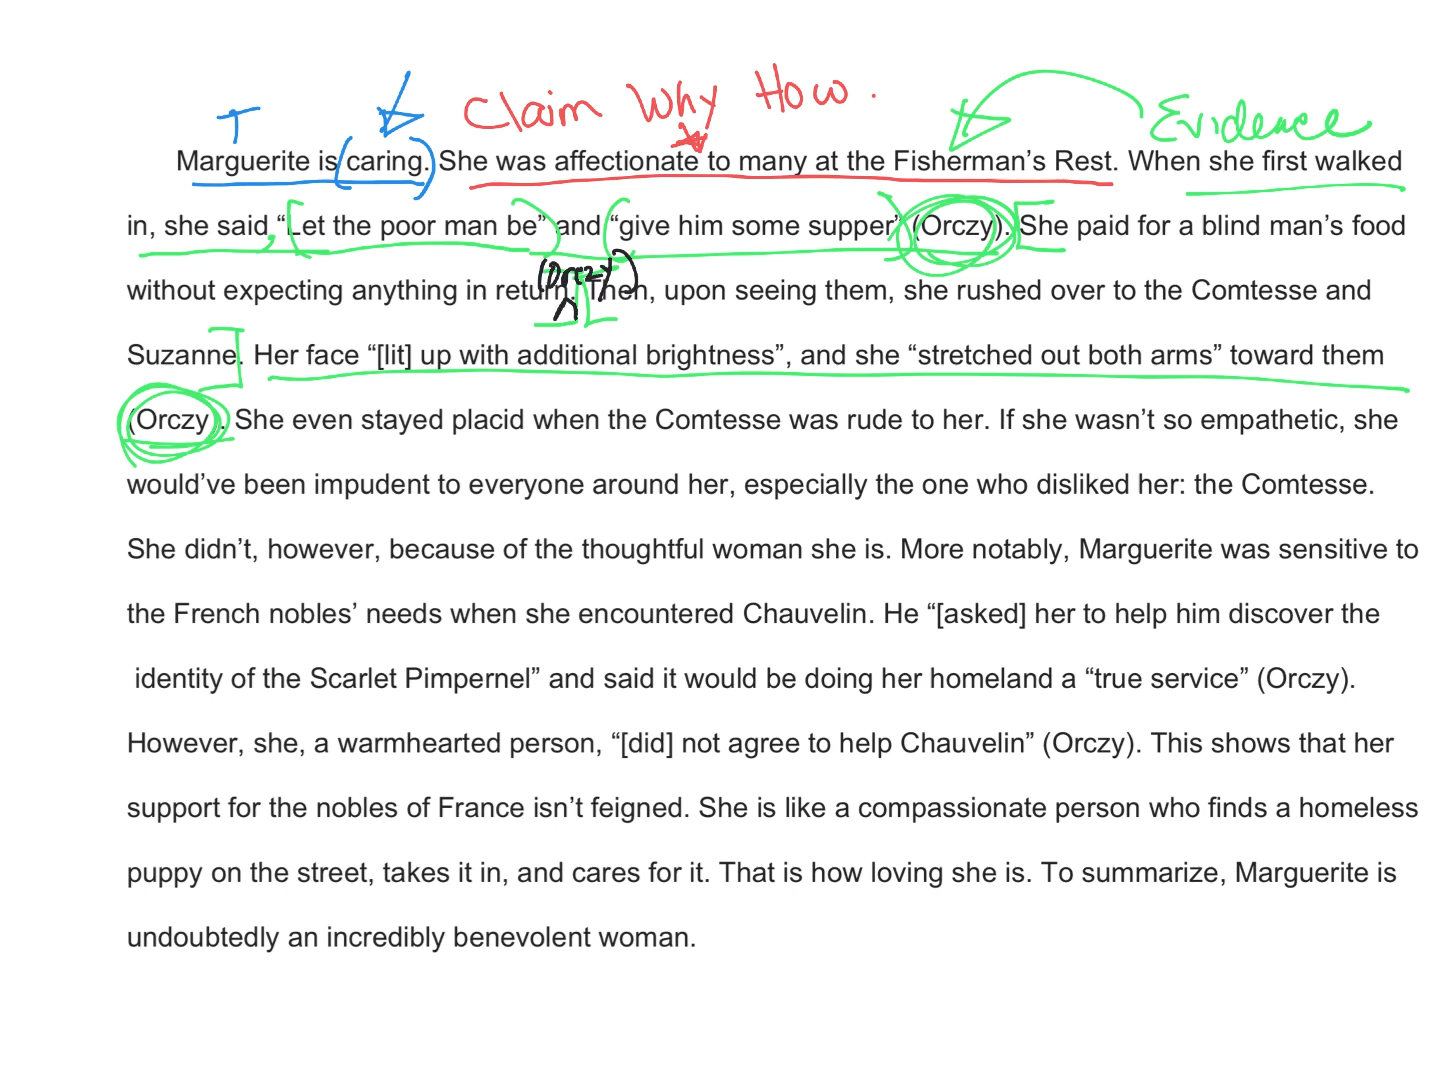 T Claim Why How. Evidence
Marguerite is (caring.) She was affectionate to many at the Fisherman’s Rest. When she first walked
in, she said, “Let the poor man be” and “give him some supper” (Orczy). She paid for a blind man’s food
(Orczy)
without expecting anything in return. Then, upon seeing them, she rushed over to the Comtesse and
Suzanne. Her face “[lit] up with additional brightness”, and she “stretched out both arms” toward them
(Orczy). She even stayed placid when the Comtesse was rude to her. If she wasn’t so empathetic, she
would’ve been impudent to everyone around her, especially the one who disliked her: the Comtesse.
She didn’t, however, because of the thoughtful woman she is. More notably, Marguerite was sensitive to
the French nobles’ needs when she encountered Chauvelin. He “[asked] her to help him discover the
identity of the Scarlet Pimpernel” and said it would be doing her homeland a “true service” (Orczy).
However, she, a warmhearted person, “[did] not agree to help Chauvelin” (Orczy). This shows that her
support for the nobles of France isn’t feigned. She is like a compassionate person who finds a homeless
puppy on the street, takes it in, and cares for it. That is how loving she is. To summarize, Marguerite is
undoubtedly an incredibly benevolent woman.